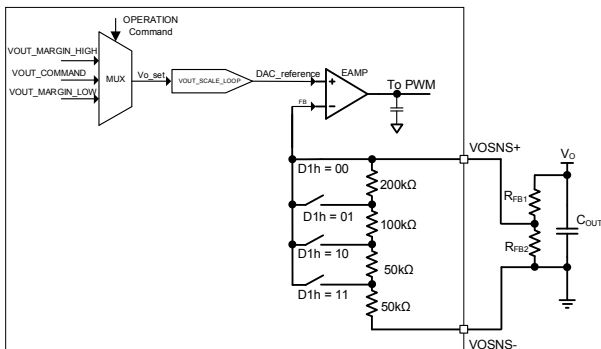 OPERATION
Command
VOUT_MARGIN_HIGH
VOUT_COMMAND
VOUT_MARGIN_LOW
MUX
Vo_set
VOUT_SCALE_LOOP
DAC_reference
EAMP
+
−
FB
To PWM
VOSNS+
D1h = 00
200kΩ
D1h = 01
100kΩ
D1h = 10
50kΩ
D1h = 11
50kΩ
VO
RFB1
RFB2
COUT
VOSNS-